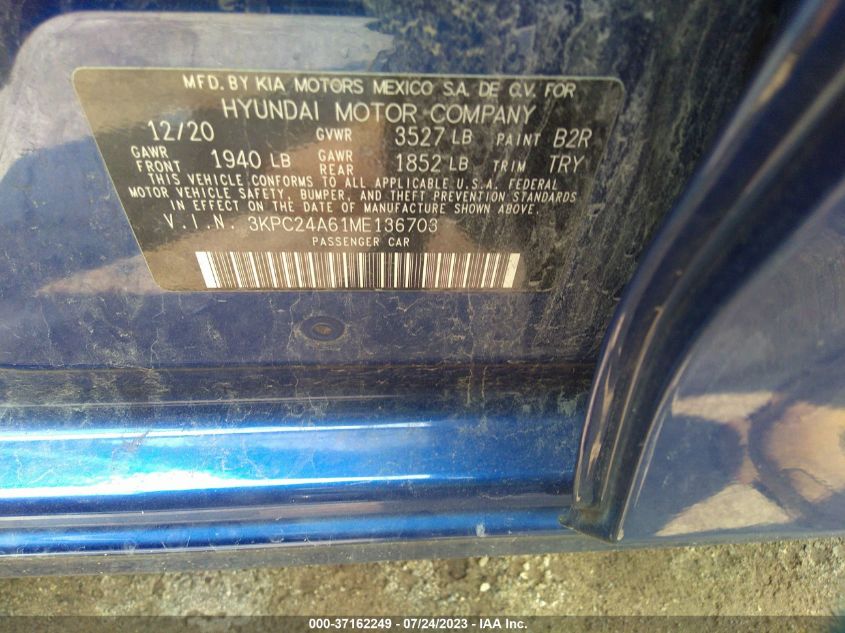 MFD. BY KIA MOTORS MEXICO S.A. DE C.V. FOR
HYUNDAI MOTOR COMPANY
12/20 GVWR 3527 LB PAINT B2R
GAWR FRONT 1940 LB GAWR REAR 1852 LB TRIM TRY
THIS VEHICLE CONFORMS TO ALL APPLICABLE U.S.A. FEDERAL
MOTOR VEHICLE SAFETY, BUMPER, AND THEFT PREVENTION STANDARDS
IN EFFECT ON THE DATE OF MANUFACTURE SHOWN ABOVE.
V.I.N. 3KPC24A61ME136703
PASSENGER CAR
000-37162249 - 07/24/2023 - IAA Inc.